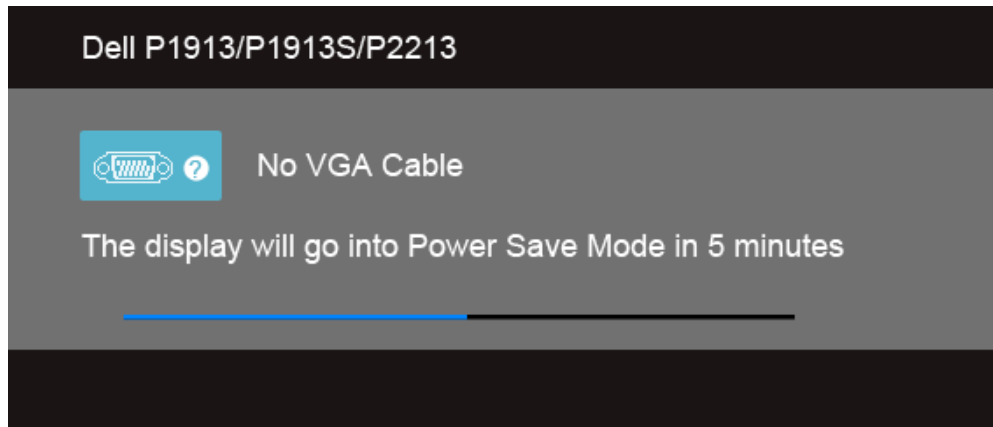 Dell P1913/P1913S/P2213
No VGA Cable
The display will go into Power Save Mode in 5 minutes